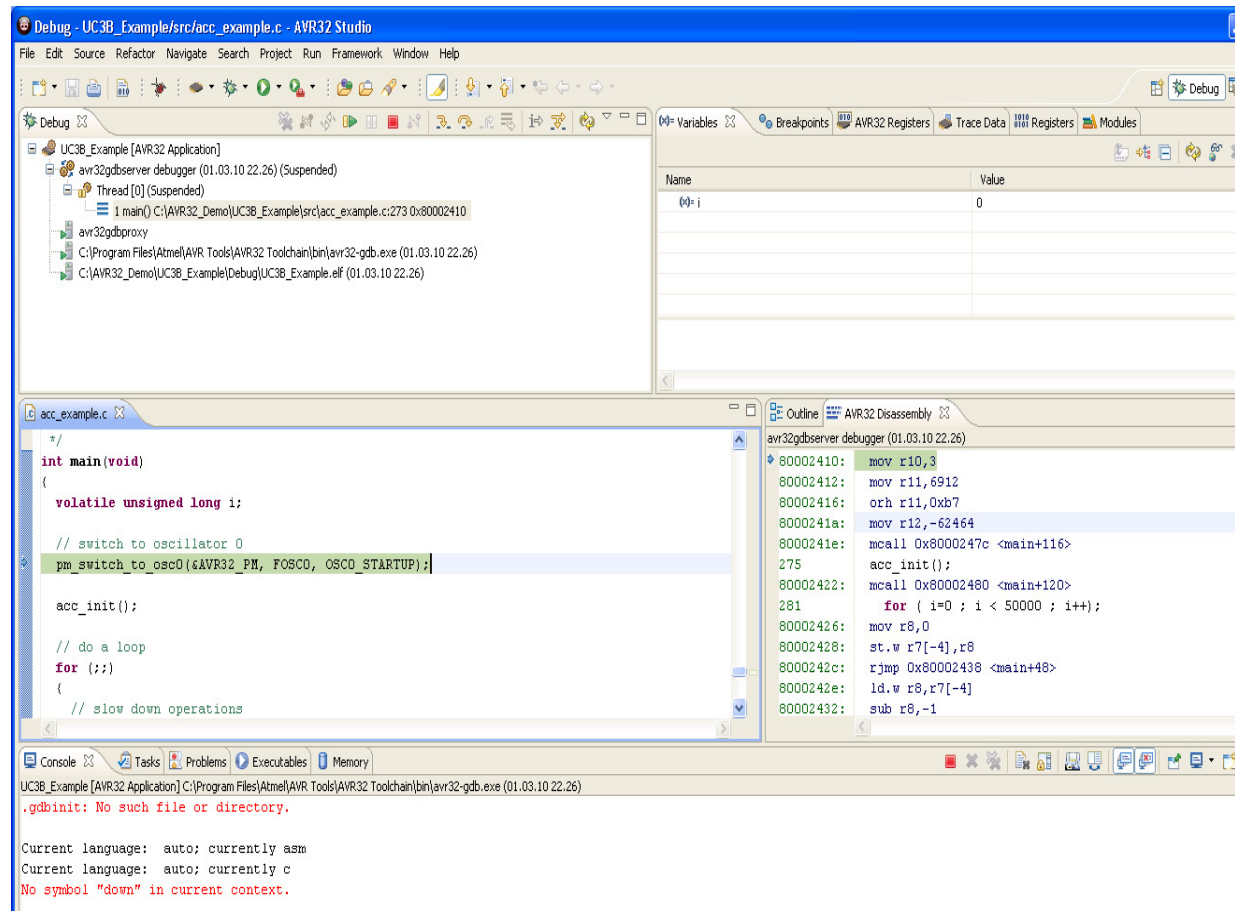 Debug - UC3B_Example/src/acc_example.c - AVR32 Studio
File Edit Source Refactor Navigate Search Project Run Framework Window Help
Debug
Debug
UC3B_Example [AVR32 Application]
avr32gdbserver debugger (01.03.10 22.26) (Suspended)
Thread [0] (Suspended)
1 main() C:\AVR32_Demo\UC3B_Example\src\acc_example.c:273 0x80002410
avr32gdbproxy
C:\Program Files\Atmel\AVR Tools\AVR32 Toolchain\bin\avr32-gdb.exe (01.03.10 22.26)
C:\AVR32_Demo\UC3B_Example\Debug\UC3B_Example.elf (01.03.10 22.26)
(x)= Variables Breakpoints AVR32 Registers Trace Data Registers Modules
Name Value
(x)= i 0
acc_example.c
*/
int main(void)
{
volatile unsigned long i;
// switch to oscillator 0
pm_switch_to_osc0(&AVR32_PM, FOSC0, OSC0_STARTUP);
acc_init();
// do a loop
for (;;)
{
// slow down operations
Outline AVR32 Disassembly
avr32gdbserver debugger (01.03.10 22.26)
80002410: mov r10,3
80002412: mov r11,6912
80002416: orh r11,0xb7
8000241a: mov r12,-62464
8000241e: mcall 0x8000247c <main+116>
275 acc_init();
80002422: mcall 0x80002480 <main+120>
281 for ( i=0 ; i < 50000 ; i++);
80002426: mov r8,0
80002428: st.w r7[-4],r8
8000242c: rjmp 0x80002438 <main+48>
8000242e: ld.w r8,r7[-4]
80002432: sub r8,-1
Console Tasks Problems Executables Memory
UC3B_Example [AVR32 Application] C:\Program Files\Atmel\AVR Tools\AVR32 Toolchain\bin\avr32-gdb.exe (01.03.10 22.26)
.gdbinit: No such file or directory.
Current language: auto; currently asm
Current language: auto; currently c
No symbol "down" in current context.